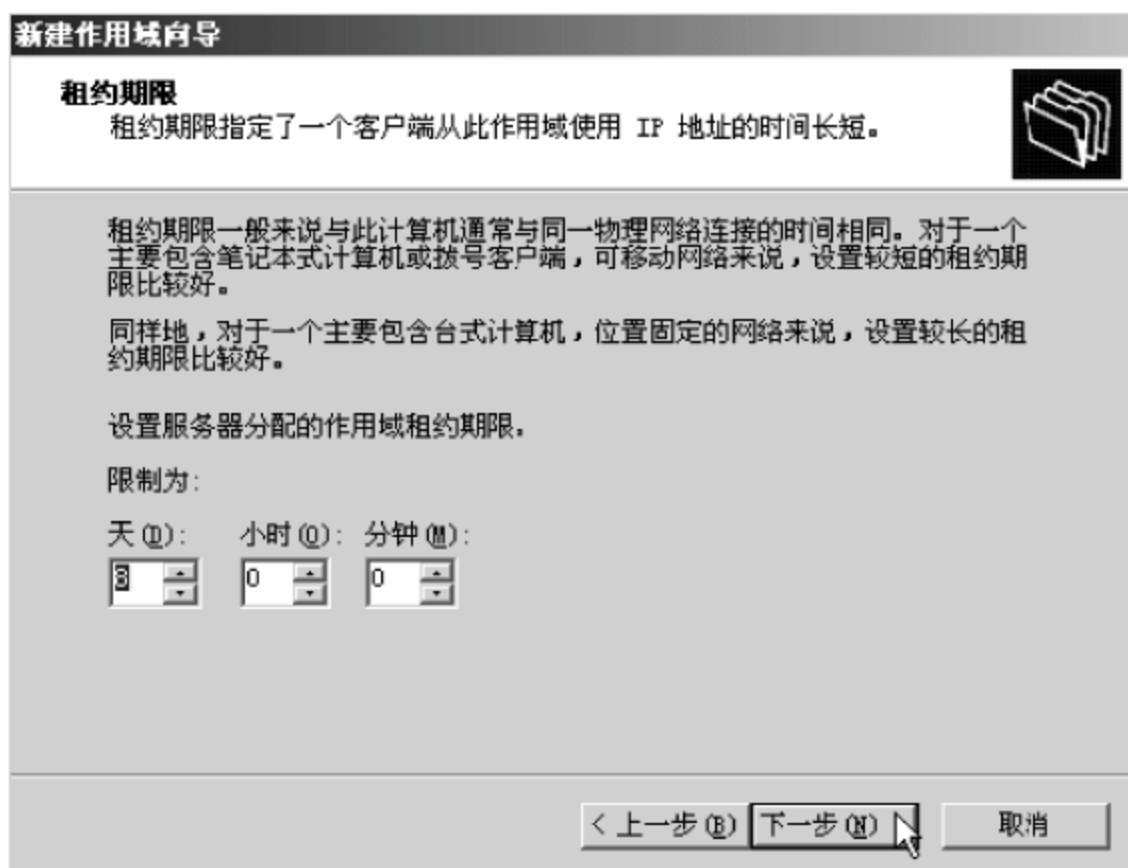 新建作用域向导
租约期限
租约期限指定了一个客户端从此作用域使用 IP 地址的时间长短。
租约期限一般来说与此计算机通常与同一物理网络连接的时间相同。对于一个
主要包含笔记本式计算机或拨号客户端，可移动网络来说，设置较短的租约期
限比较好。
同样地，对于一个主要包含台式计算机，位置固定的网络来说，设置较长的租
约期限比较好。
设置服务器分配的作用域租约期限。
限制为:
天(D): 小时(O): 分钟(M):
8 0 0
< 上一步(B) 下一步(N) > 取消